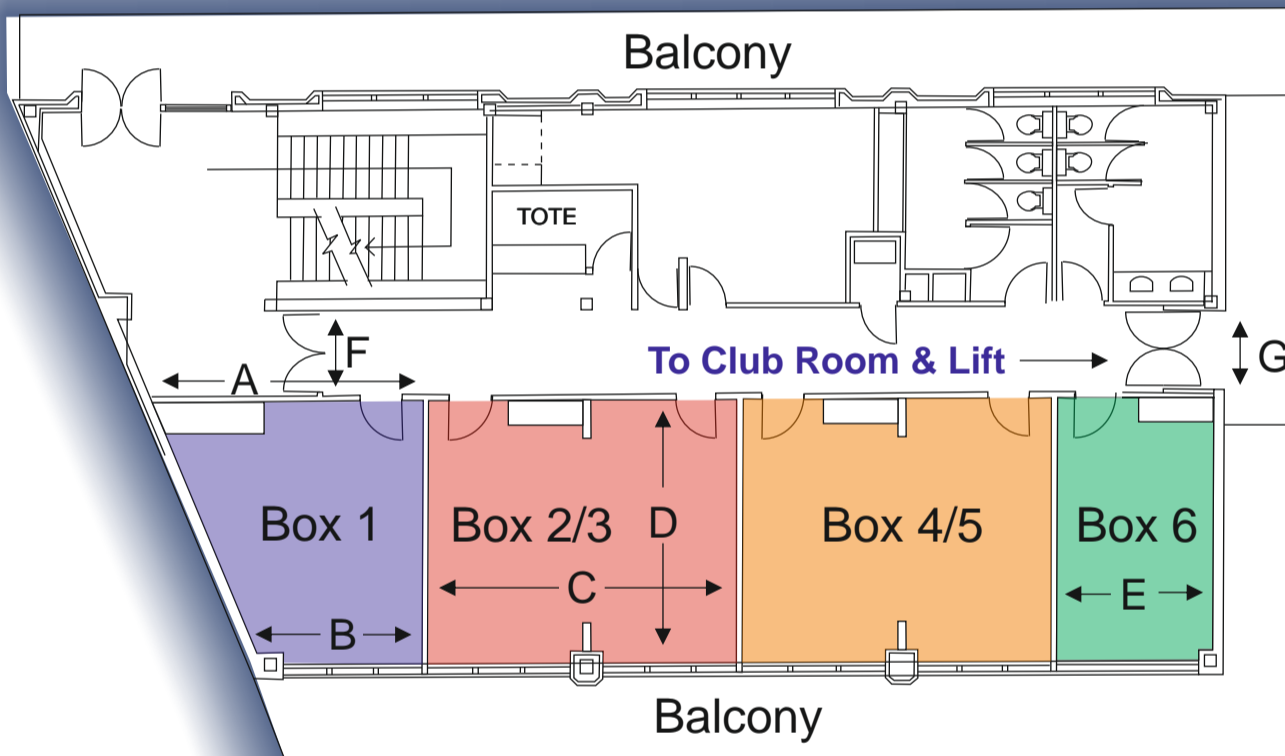 Balcony
TOTE
F
To Club Room & Lift
G
A
Box 1
Box 2/3
D
Box 4/5
Box 6
C
E
B
Balcony